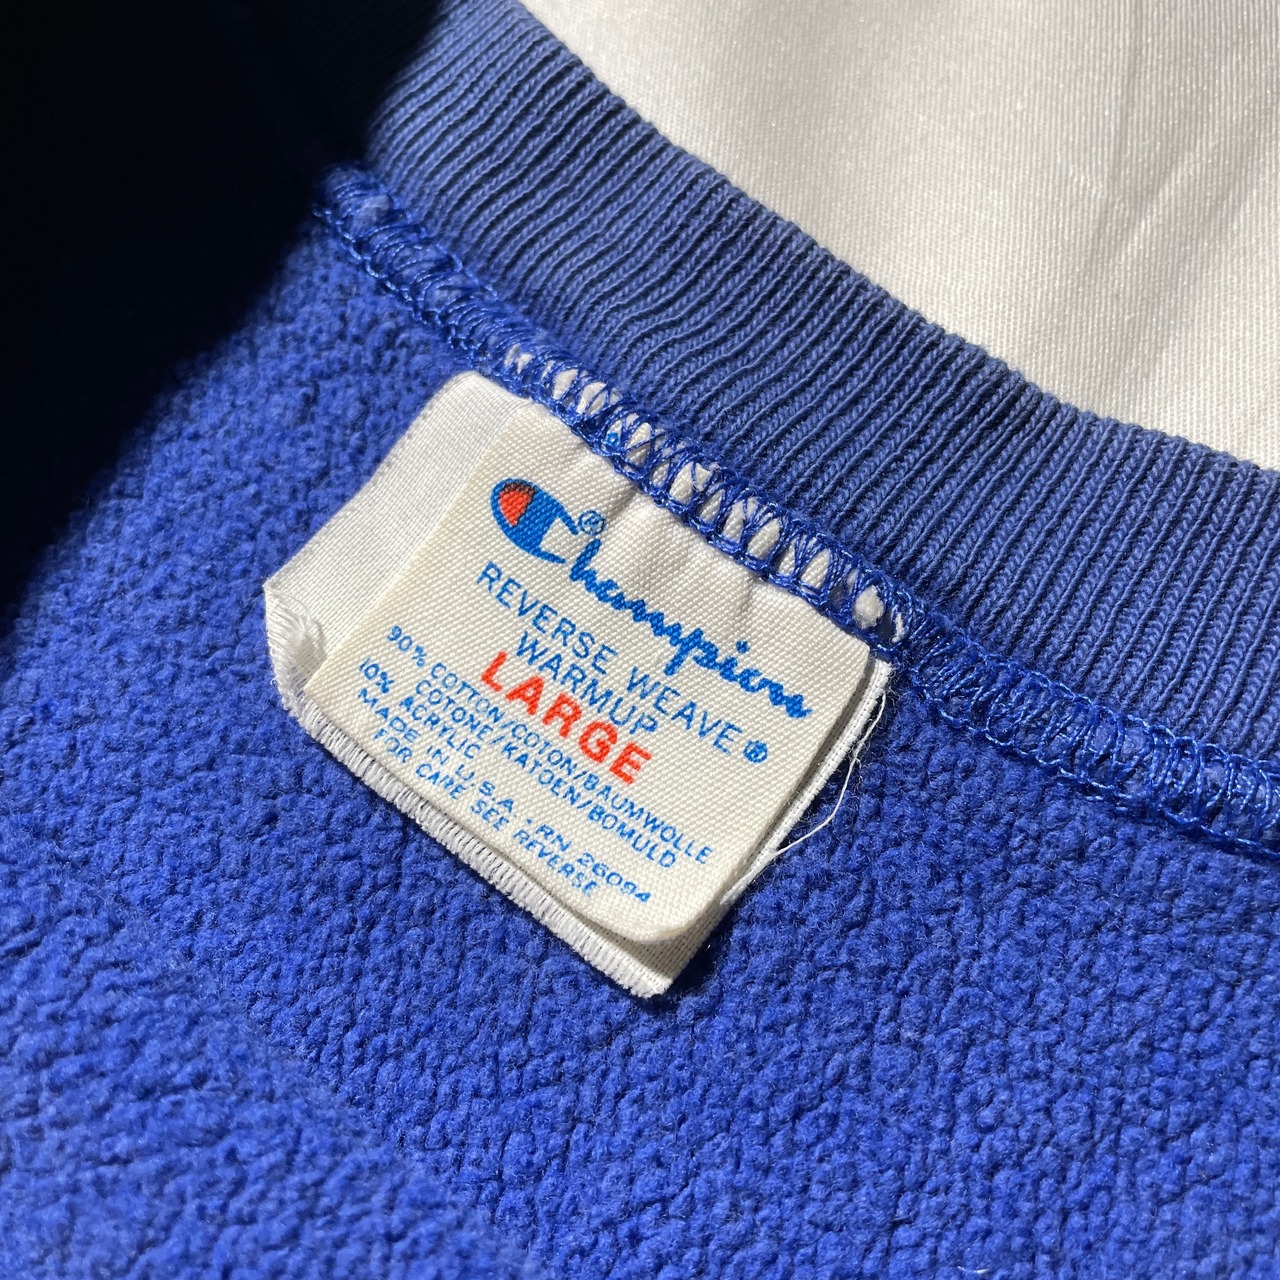 Champion®
REVERSE WEAVE®
WARMUP
LARGE
90% COTTON/COTON/BAUMWOLLE
COTONE/KATOEN/BOMULD
10% ACRYLIC
MADE IN U.S.A. · RN 26094
FOR CARE SEE REVERSE